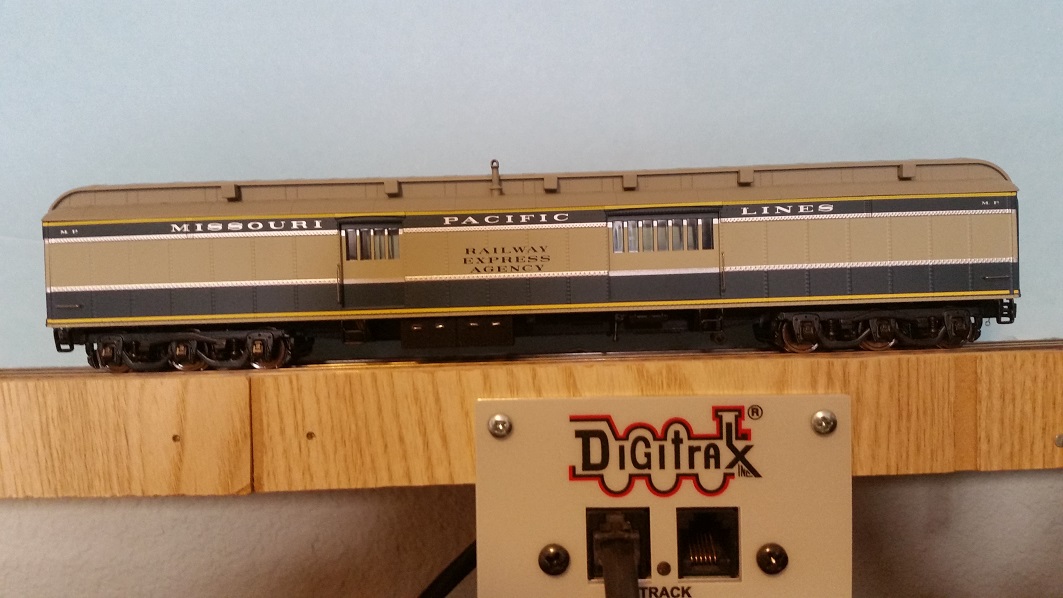 MISSOURI PACIFIC LINES
M. P.
M. P.
RAILWAY
EXPRESS
AGENCY
DIGITRAX ®
INC.
TRACK